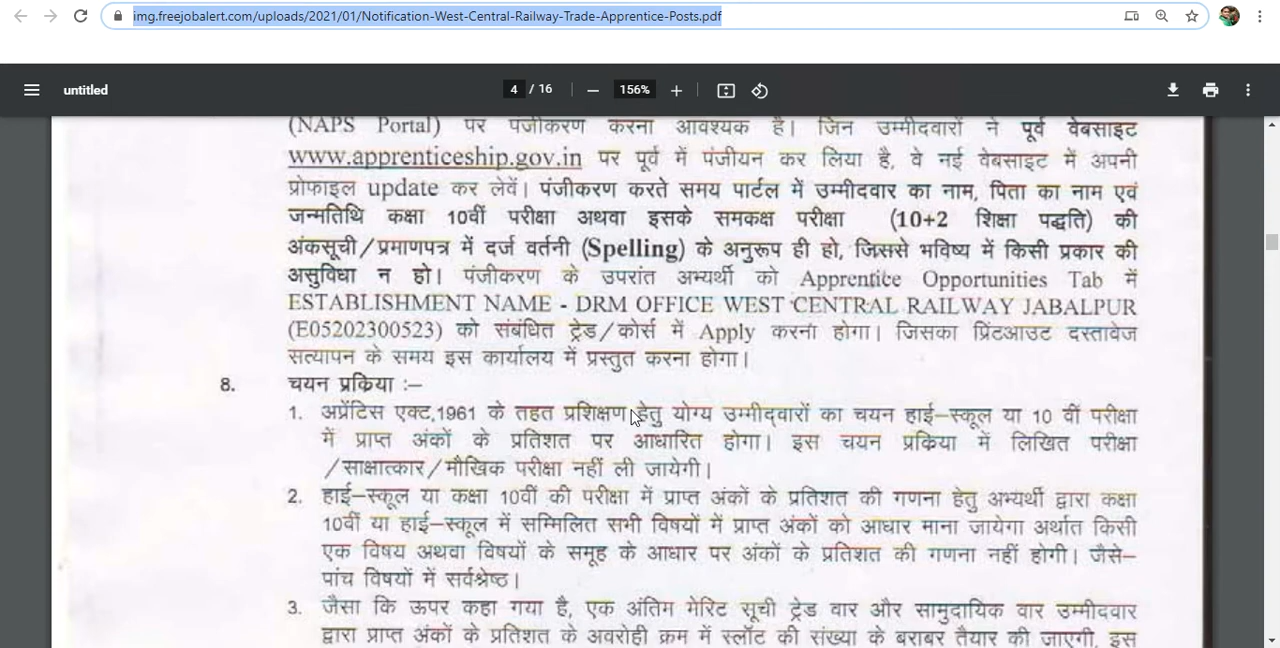 img.freejobalert.com/uploads/2021/01/Notification-West-Central-Railway-Trade-Apprentice-Posts.pdf
untitled
4 / 16
156%
(NAPS Portal) पर पंजीकरण करना आवश्यक है। जिन उम्मीदवारों ने पूर्व वेबसाइट
www.apprenticeship.gov.in पर पूर्व में पंजीयन कर लिया है, वे नई वेबसाइट में अपनी
प्रोफाइल update कर लेवें। पंजीकरण करते समय पार्टल में उम्मीदवार का नाम, पिता का नाम एवं
जन्मतिथि कक्षा 10वीं परीक्षा अथवा इसके समकक्ष परीक्षा (10+2 शिक्षा पद्धति) की
अंकसूची/प्रमाणपत्र में दर्ज वर्तनी (Spelling) के अनुरूप ही हो, जिससे भविष्य में किसी प्रकार की
असुविधा न हो। पंजीकरण के उपरांत अभ्यर्थी को Apprentice Opportunities Tab में
ESTABLISHMENT NAME - DRM OFFICE WEST CENTRAL RAILWAY JABALPUR
(E05202300523) को संबंधित ट्रेड/कोर्स में Apply करना होगा। जिसका प्रिंटआउट दस्तावेज
सत्यापन के समय इस कार्यालय में प्रस्तुत करना होगा।
8. चयन प्रक्रिया :–
1. अप्रेंटिस एक्ट,1961 के तहत प्रशिक्षण हेतु योग्य उम्मीद्वारों का चयन हाई–स्कूल या 10 वीं परीक्षा
में प्राप्त अंकों के प्रतिशत पर आधारित होगा। इस चयन प्रक्रिया में लिखित परीक्षा
/साक्षात्कार/मौखिक परीक्षा नहीं ली जायेगी।
2. हाई–स्कूल या कक्षा 10वीं की परीक्षा में प्राप्त अंकों के प्रतिशत की गणना हेतु अभ्यर्थी द्वारा कक्षा
10वीं या हाई–स्कूल में सम्मिलित सभी विषयों में प्राप्त अंकों को आधार माना जायेगा अर्थात किसी
एक विषय अथवा विषयों के समूह के आधार पर अंकों के प्रतिशत की गणना नहीं होगी। जैसे–
पांच विषयों में सर्वश्रेष्ठ।
3. जैसा कि ऊपर कहा गया है, एक अंतिम मेरिट सूची ट्रेड वार और सामुदायिक वार उम्मीदवार
द्वारा प्राप्त अंकों के प्रतिशत के अवरोही क्रम में स्लॉट की संख्या के बराबर तैयार की जाएगी, इस